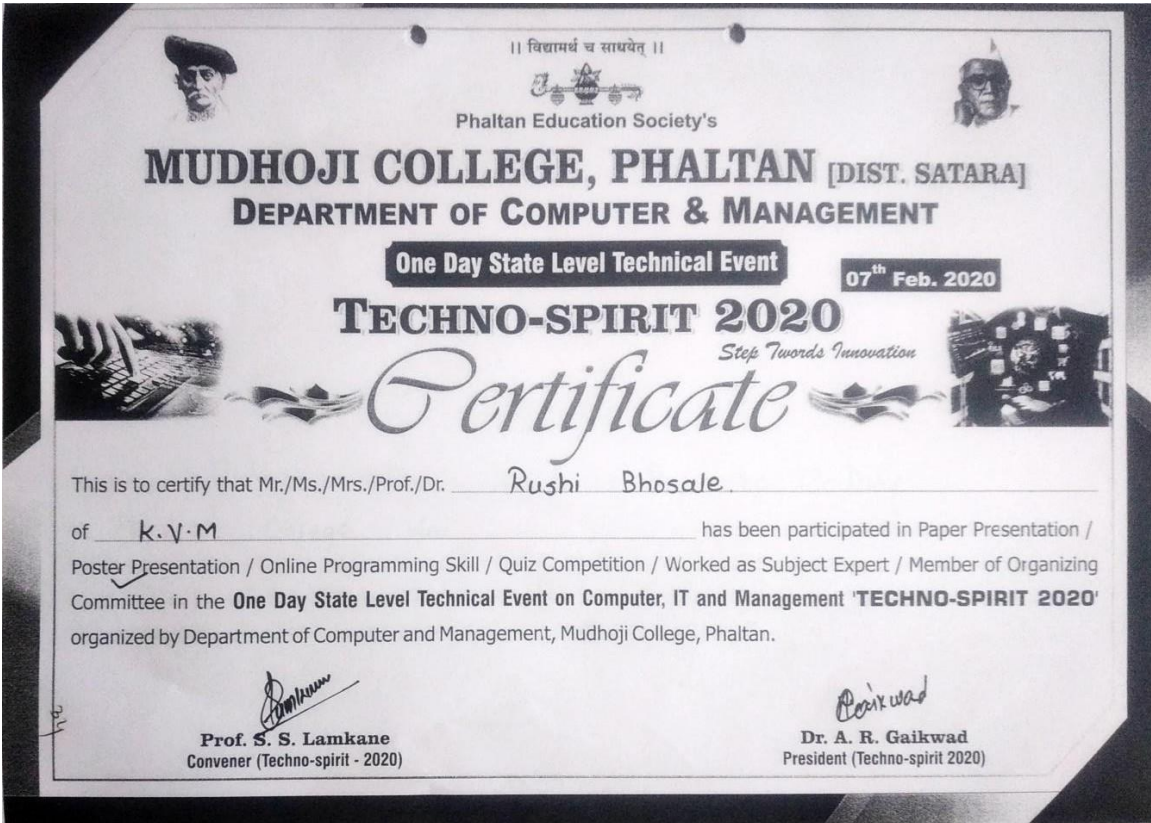 ।। विद्यामर्थं च साधयेत् ।।
Phaltan Education Society's
MUDHOJI COLLEGE, PHALTAN [DIST. SATARA]
DEPARTMENT OF COMPUTER & MANAGEMENT
One Day State Level Technical Event
07th Feb. 2020
TECHNO-SPIRIT 2020
Step Twords Innovation
Certificate
This is to certify that Mr./Ms./Mrs./Prof./Dr. Rushi Bhosale.
of K.V.M has been participated in Paper Presentation /
Poster Presentation / Online Programming Skill / Quiz Competition / Worked as Subject Expert / Member of Organizing
Committee in the One Day State Level Technical Event on Computer, IT and Management 'TECHNO-SPIRIT 2020'
organized by Department of Computer and Management, Mudhoji College, Phaltan.
Gaikwad
Prof. S. S. Lamkane
Convener (Techno-spirit - 2020)
Dr. A. R. Gaikwad
President (Techno-spirit 2020)